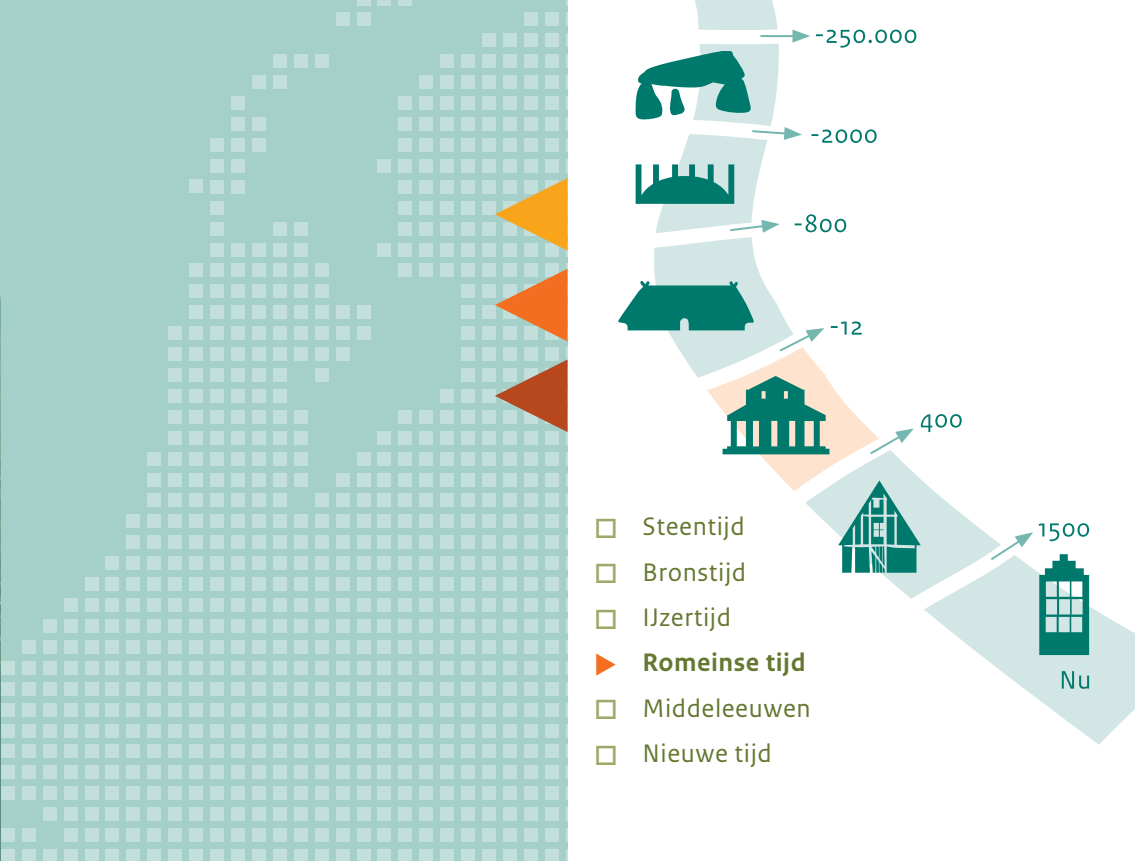 -250.000
-2000
-800
-12
400
1500
Nu
Steentijd
Bronstijd
IJzertijd
Romeinse tijd
Middeleeuwen
Nieuwe tijd